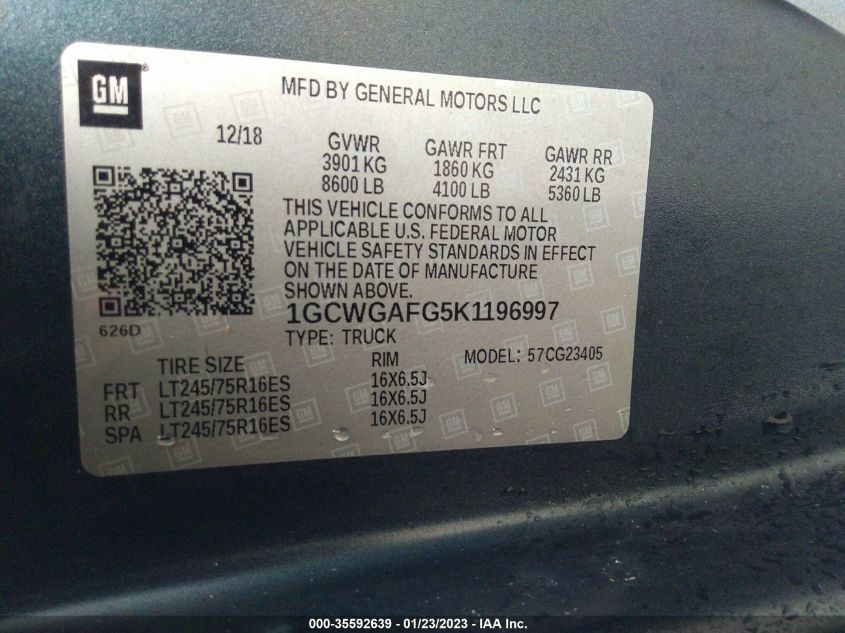 GM
MFD BY GENERAL MOTORS LLC
12/18
GVWR GAWR FRT GAWR RR
3901 KG 1860 KG 2431 KG
8600 LB 4100 LB 5360 LB
THIS VEHICLE CONFORMS TO ALL
APPLICABLE U.S. FEDERAL MOTOR
VEHICLE SAFETY STANDARDS IN EFFECT
ON THE DATE OF MANUFACTURE
SHOWN ABOVE.
626D
1GCWGAFG5K1196997
TYPE: TRUCK
MODEL: 57CG23405
TIRE SIZE RIM
FRT LT245/75R16ES 16X6.5J
RR LT245/75R16ES 16X6.5J
SPA LT245/75R16ES 16X6.5J
000-35592639 - 01/23/2023 - IAA Inc.